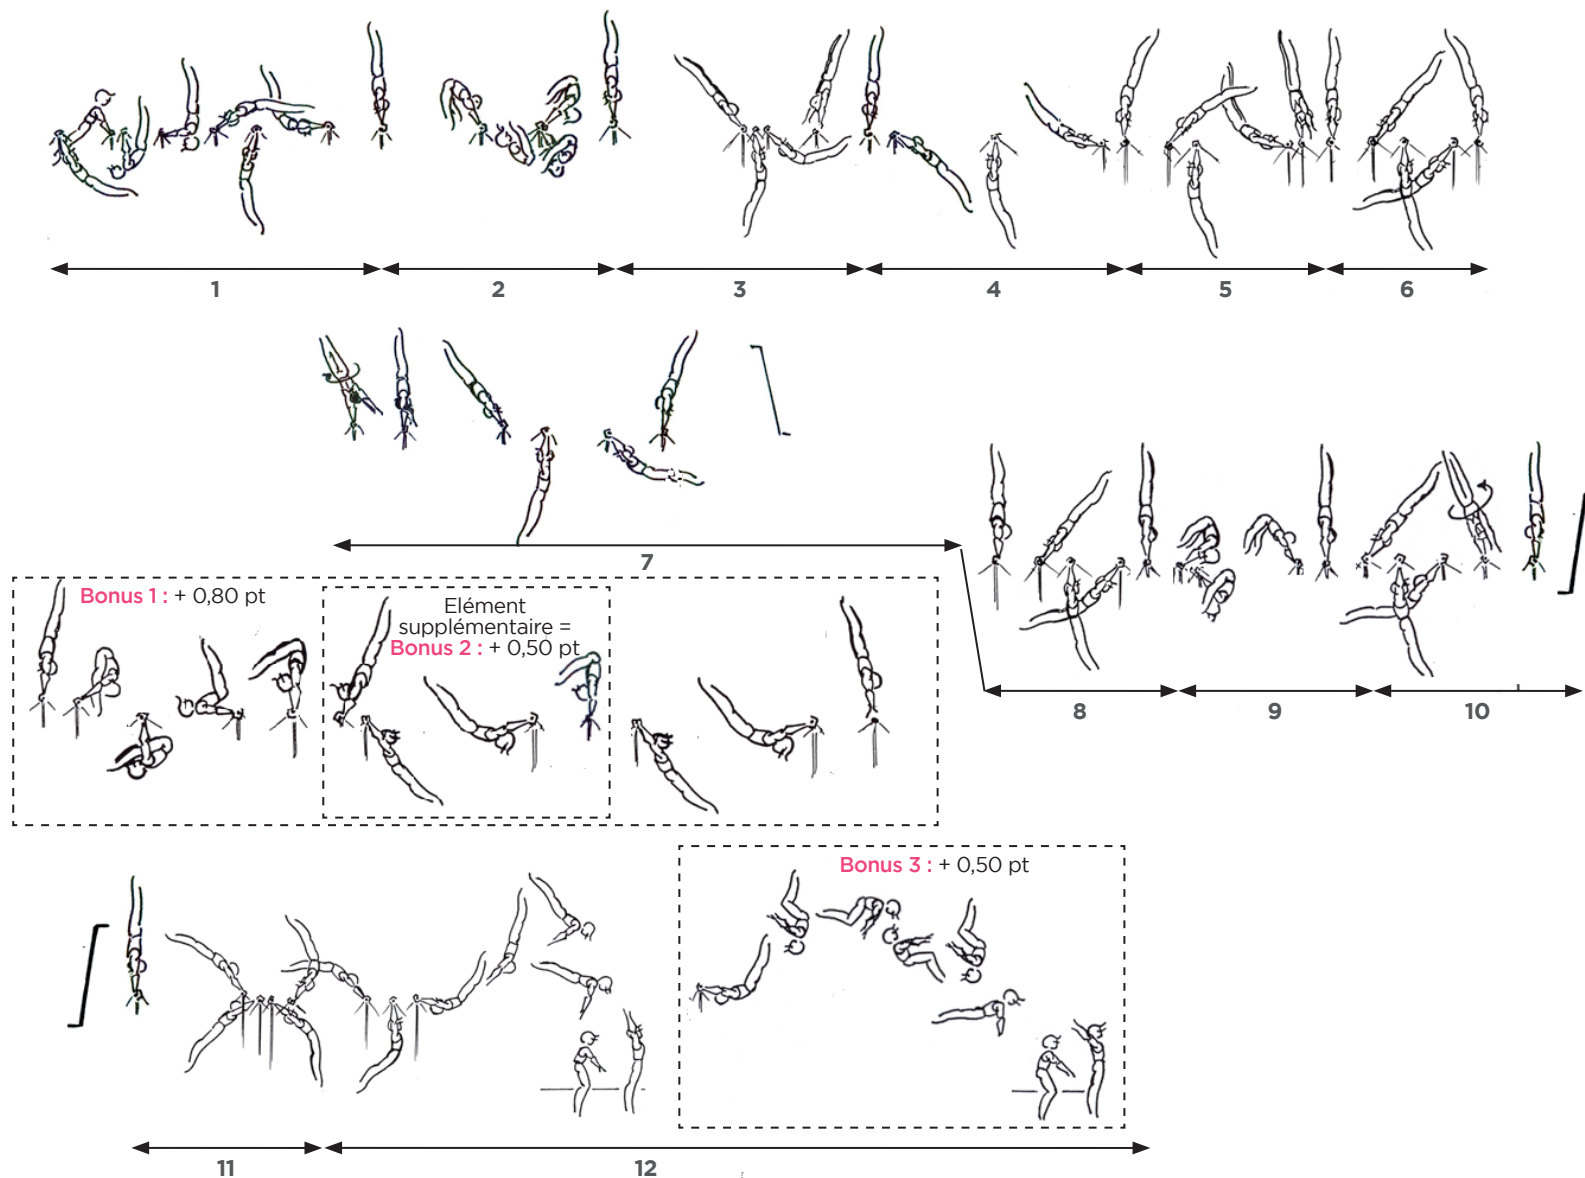 1 2 3 4 5 6
7
Bonus 1 : + 0,80 pt
Elément
supplémentaire =
Bonus 2 : + 0,50 pt
8 9 10
Bonus 3 : + 0,50 pt
11 12